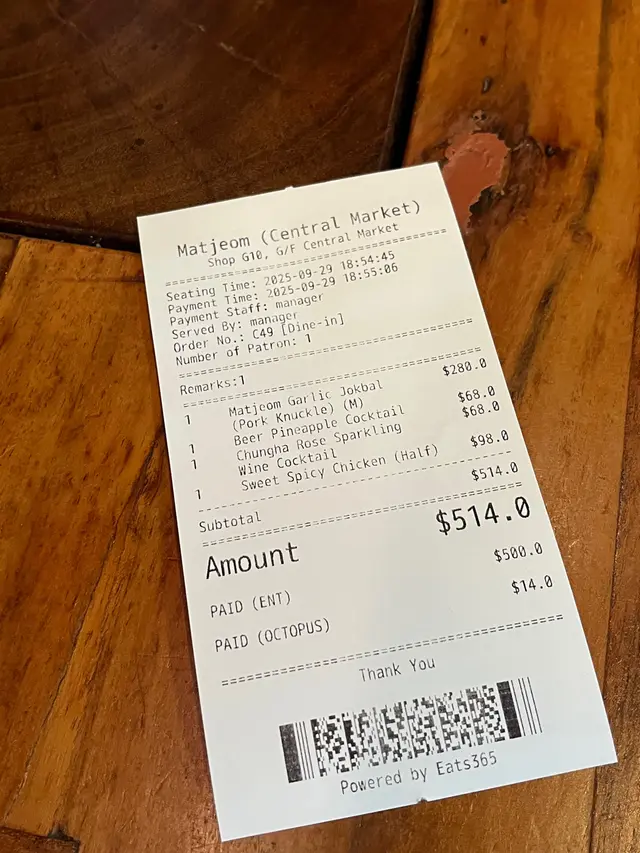 Matjeom (Central Market)
Shop G10, G/F Central Market
Seating Time: 2025-09-29 18:54:45
Payment Time: 2025-09-29 18:55:06
Payment Staff: manager
Served By: manager
Order No.: C49 [Dine-in]
Number of Patron: 1
Remarks:1
1 Matjeom Garlic Jokbal $280.0
(Pork Knuckle) (M)
1 Beer Pineapple Cocktail $68.0
1 Chungha Rose Sparkling $68.0
Wine Cocktail
1 Sweet Spicy Chicken (Half) $98.0
Subtotal $514.0
Amount $514.0
PAID (ENT) $500.0
PAID (OCTOPUS) $14.0
Thank You
Powered by Eats365